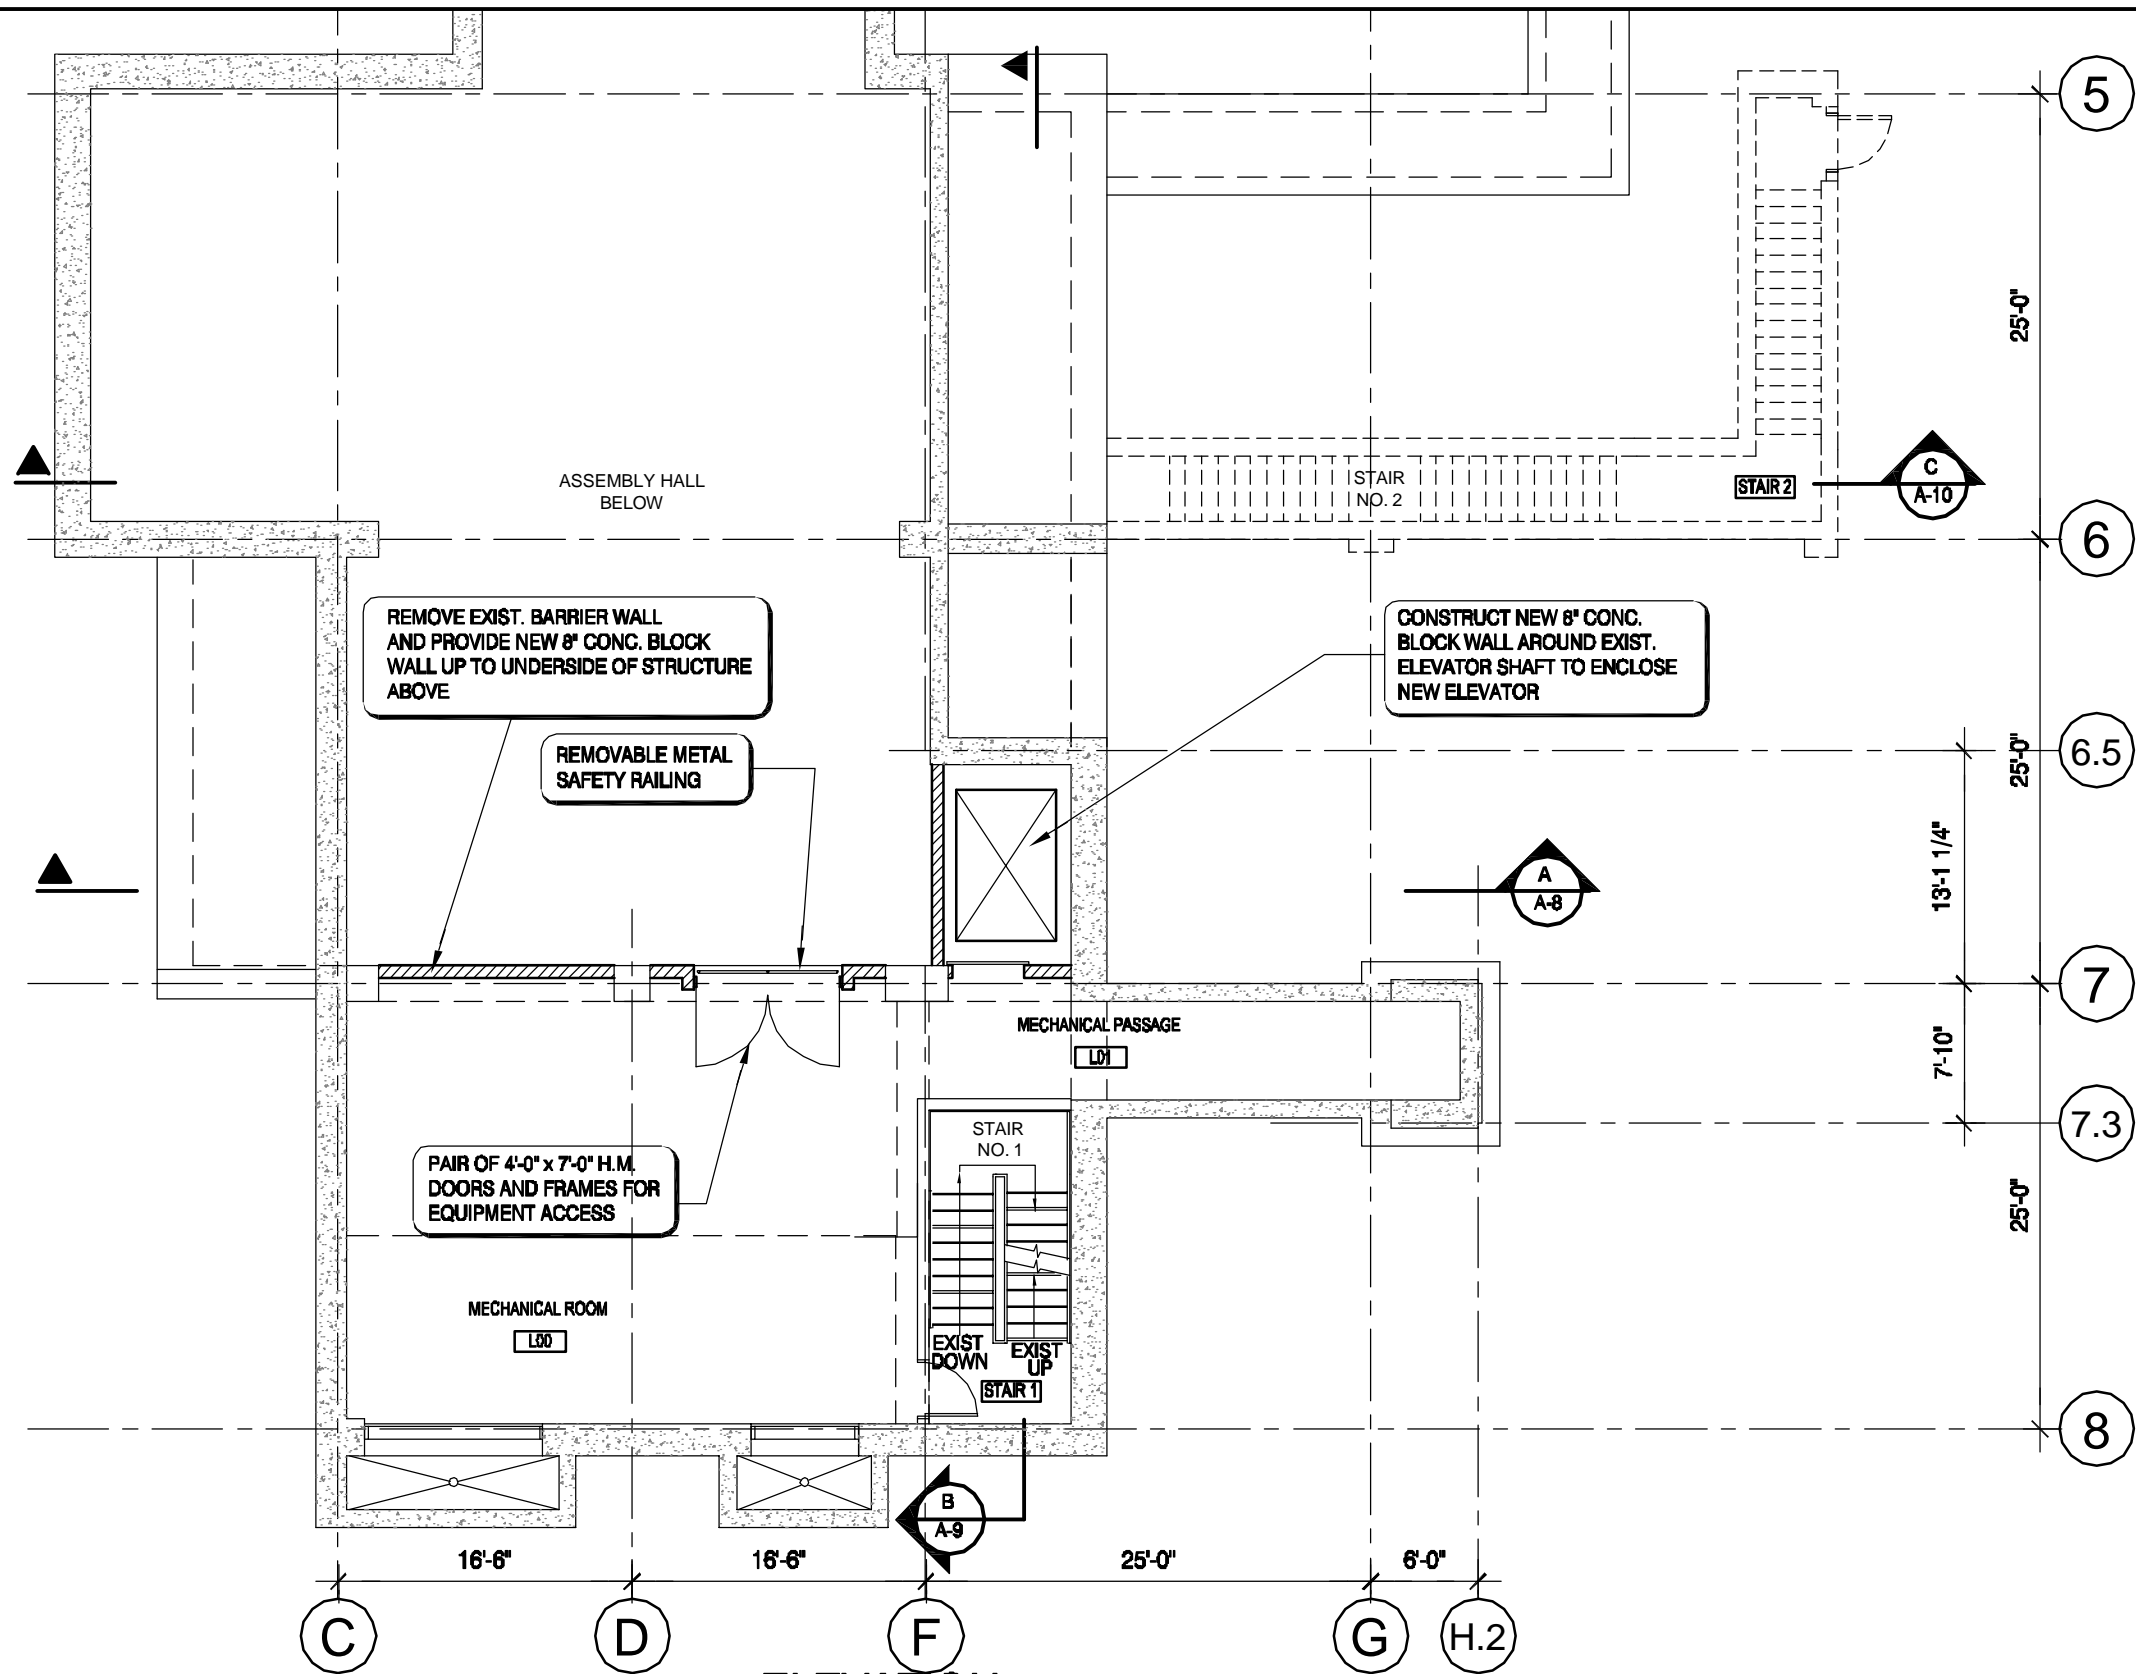 5
25'-0"
ASSEMBLY HALL
BELOW
STAIR
NO. 2
STAIR 2
C
A-10
6
REMOVE EXIST. BARRIER WALL
AND PROVIDE NEW 8" CONC. BLOCK
WALL UP TO UNDERSIDE OF STRUCTURE
ABOVE
CONSTRUCT NEW 8" CONC.
BLOCK WALL AROUND EXIST.
ELEVATOR SHAFT TO ENCLOSE
NEW ELEVATOR
REMOVABLE METAL
SAFETY RAILING
25'-0"
6.5
13'-1 1/4"
A
A-8
7
MECHANICAL PASSAGE
L01
7'-10"
7.3
STAIR
NO. 1
PAIR OF 4'-0" x 7'-0" H.M.
DOORS AND FRAMES FOR
EQUIPMENT ACCESS
25'-0"
MECHANICAL ROOM
L00
EXIST
DOWN
EXIST
UP
STAIR 1
8
B
A-9
16'-6"
16'-6"
25'-0"
6'-0"
C
D
F
G
H.2